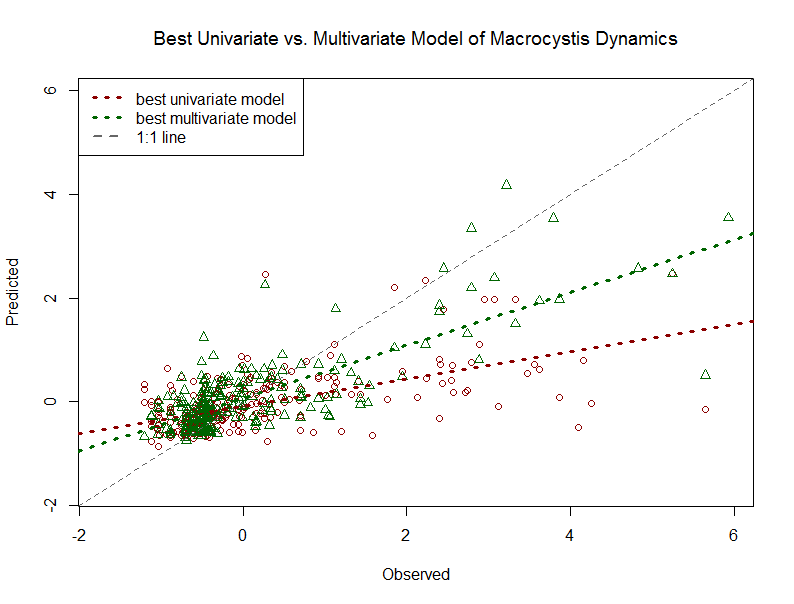 Best Univariate vs. Multivariate Model of Macrocystis Dynamics
best univariate model
best multivariate model
1:1 line
6
4
2
0
-2
Predicted
-2 0 2 4 6
Observed